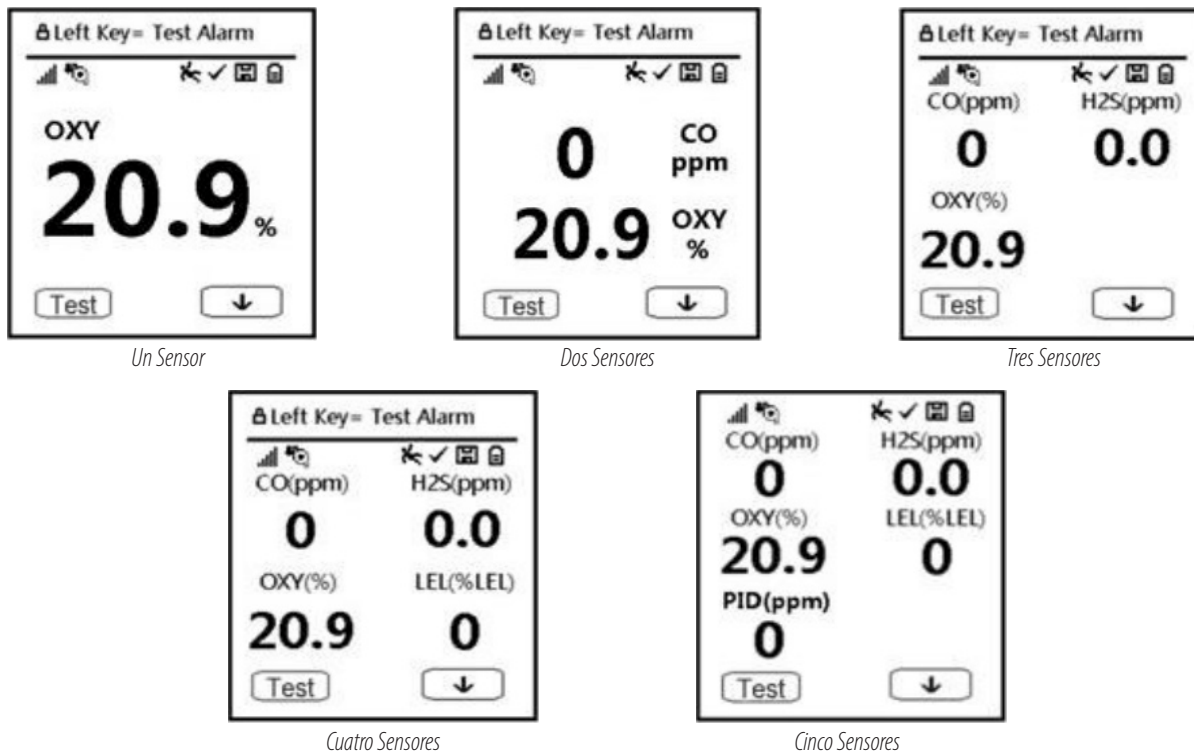 Left Key= Test Alarm
OXY
20.9 %
Test
Un Sensor
Left Key= Test Alarm
0 CO ppm
20.9 OXY %
Test
Dos Sensores
Left Key= Test Alarm
CO(ppm) H2S(ppm)
0 0.0
OXY(%)
20.9
Test
Tres Sensores
Left Key= Test Alarm
CO(ppm) H2S(ppm)
0 0.0
OXY(%) LEL(%LEL)
20.9 0
Test
Cuatro Sensores
CO(ppm) H2S(ppm)
0 0.0
OXY(%) LEL(%LEL)
20.9 0
PID(ppm)
0
Test
Cinco Sensores